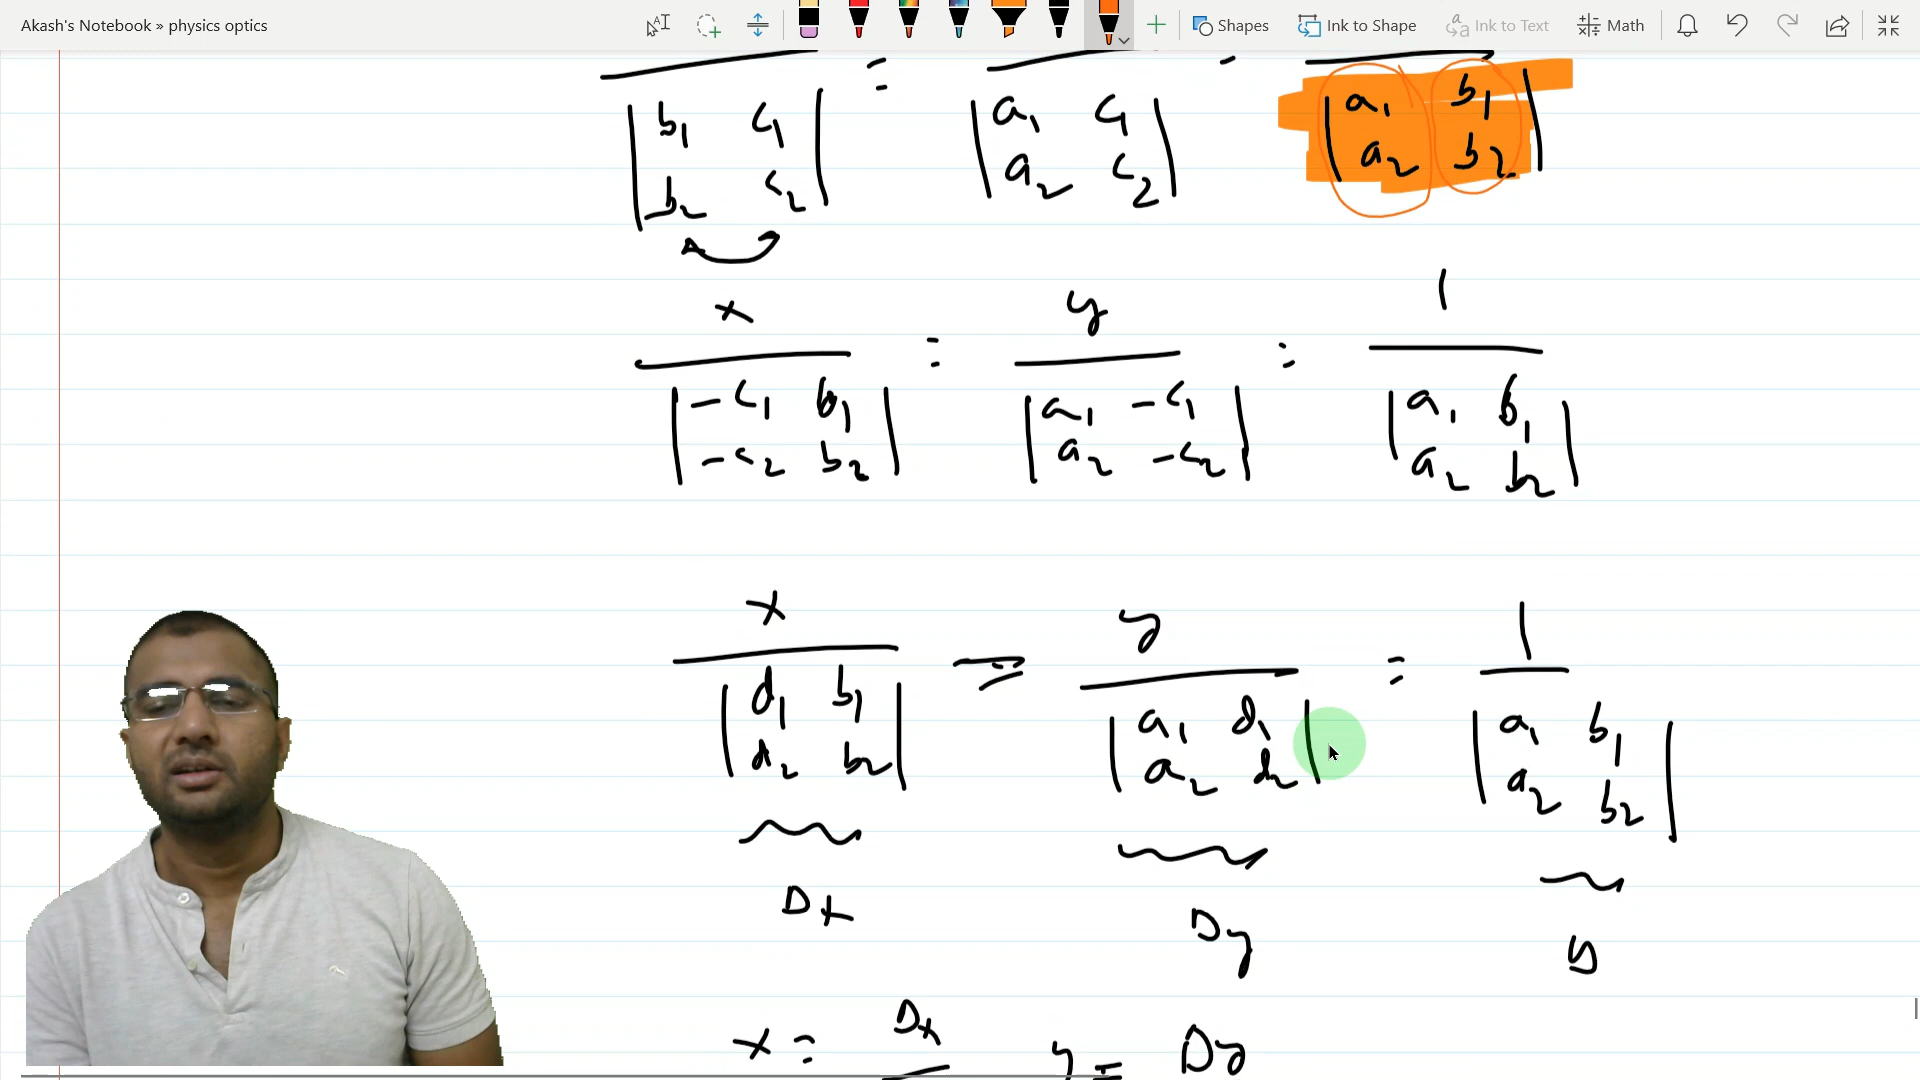 Akash's Notebook » physics optics
Shapes Ink to Shape Ink to Text Math
= =
| b1 c1 | | a1 c1 | | a1 b1 |
| b2 c2 | | a2 c2 | | a2 b2 |
x = y = 1
| -c1 b1 | | a1 -c1 | | a1 b1 |
| -c2 b2 | | a2 -c2 | | a2 b2 |
x = y = 1
| d1 b1 | | a1 d1 | | a1 b1 |
| d2 b2 | | a2 d2 | | a2 b2 |
Dx Dy D
x = Dx y = Dy